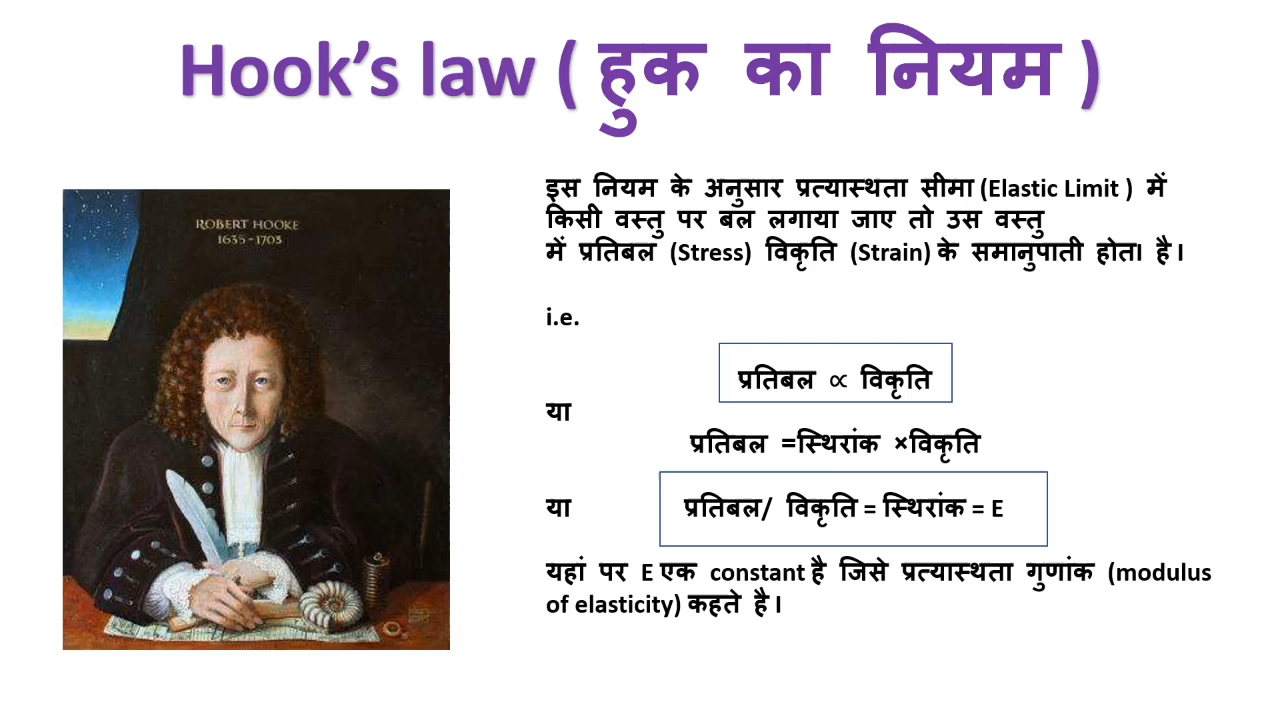 Hook’s law ( हुक का नियम )
ROBERT HOOKE
1635-1703
इस नियम के अनुसार प्रत्यास्थता सीमा (Elastic Limit ) में
किसी वस्तु पर बल लगाया जाए तो उस वस्तु
में प्रतिबल (Stress) विकृति (Strain) के समानुपाती होताI है I
i.e.
प्रतिबल ∝ विकृति
या
प्रतिबल =स्थिरांक ×विकृति
या प्रतिबल/ विकृति = स्थिरांक = E
यहां पर E एक constant है जिसे प्रत्यास्थता गुणांक (modulus
of elasticity) कहते है I